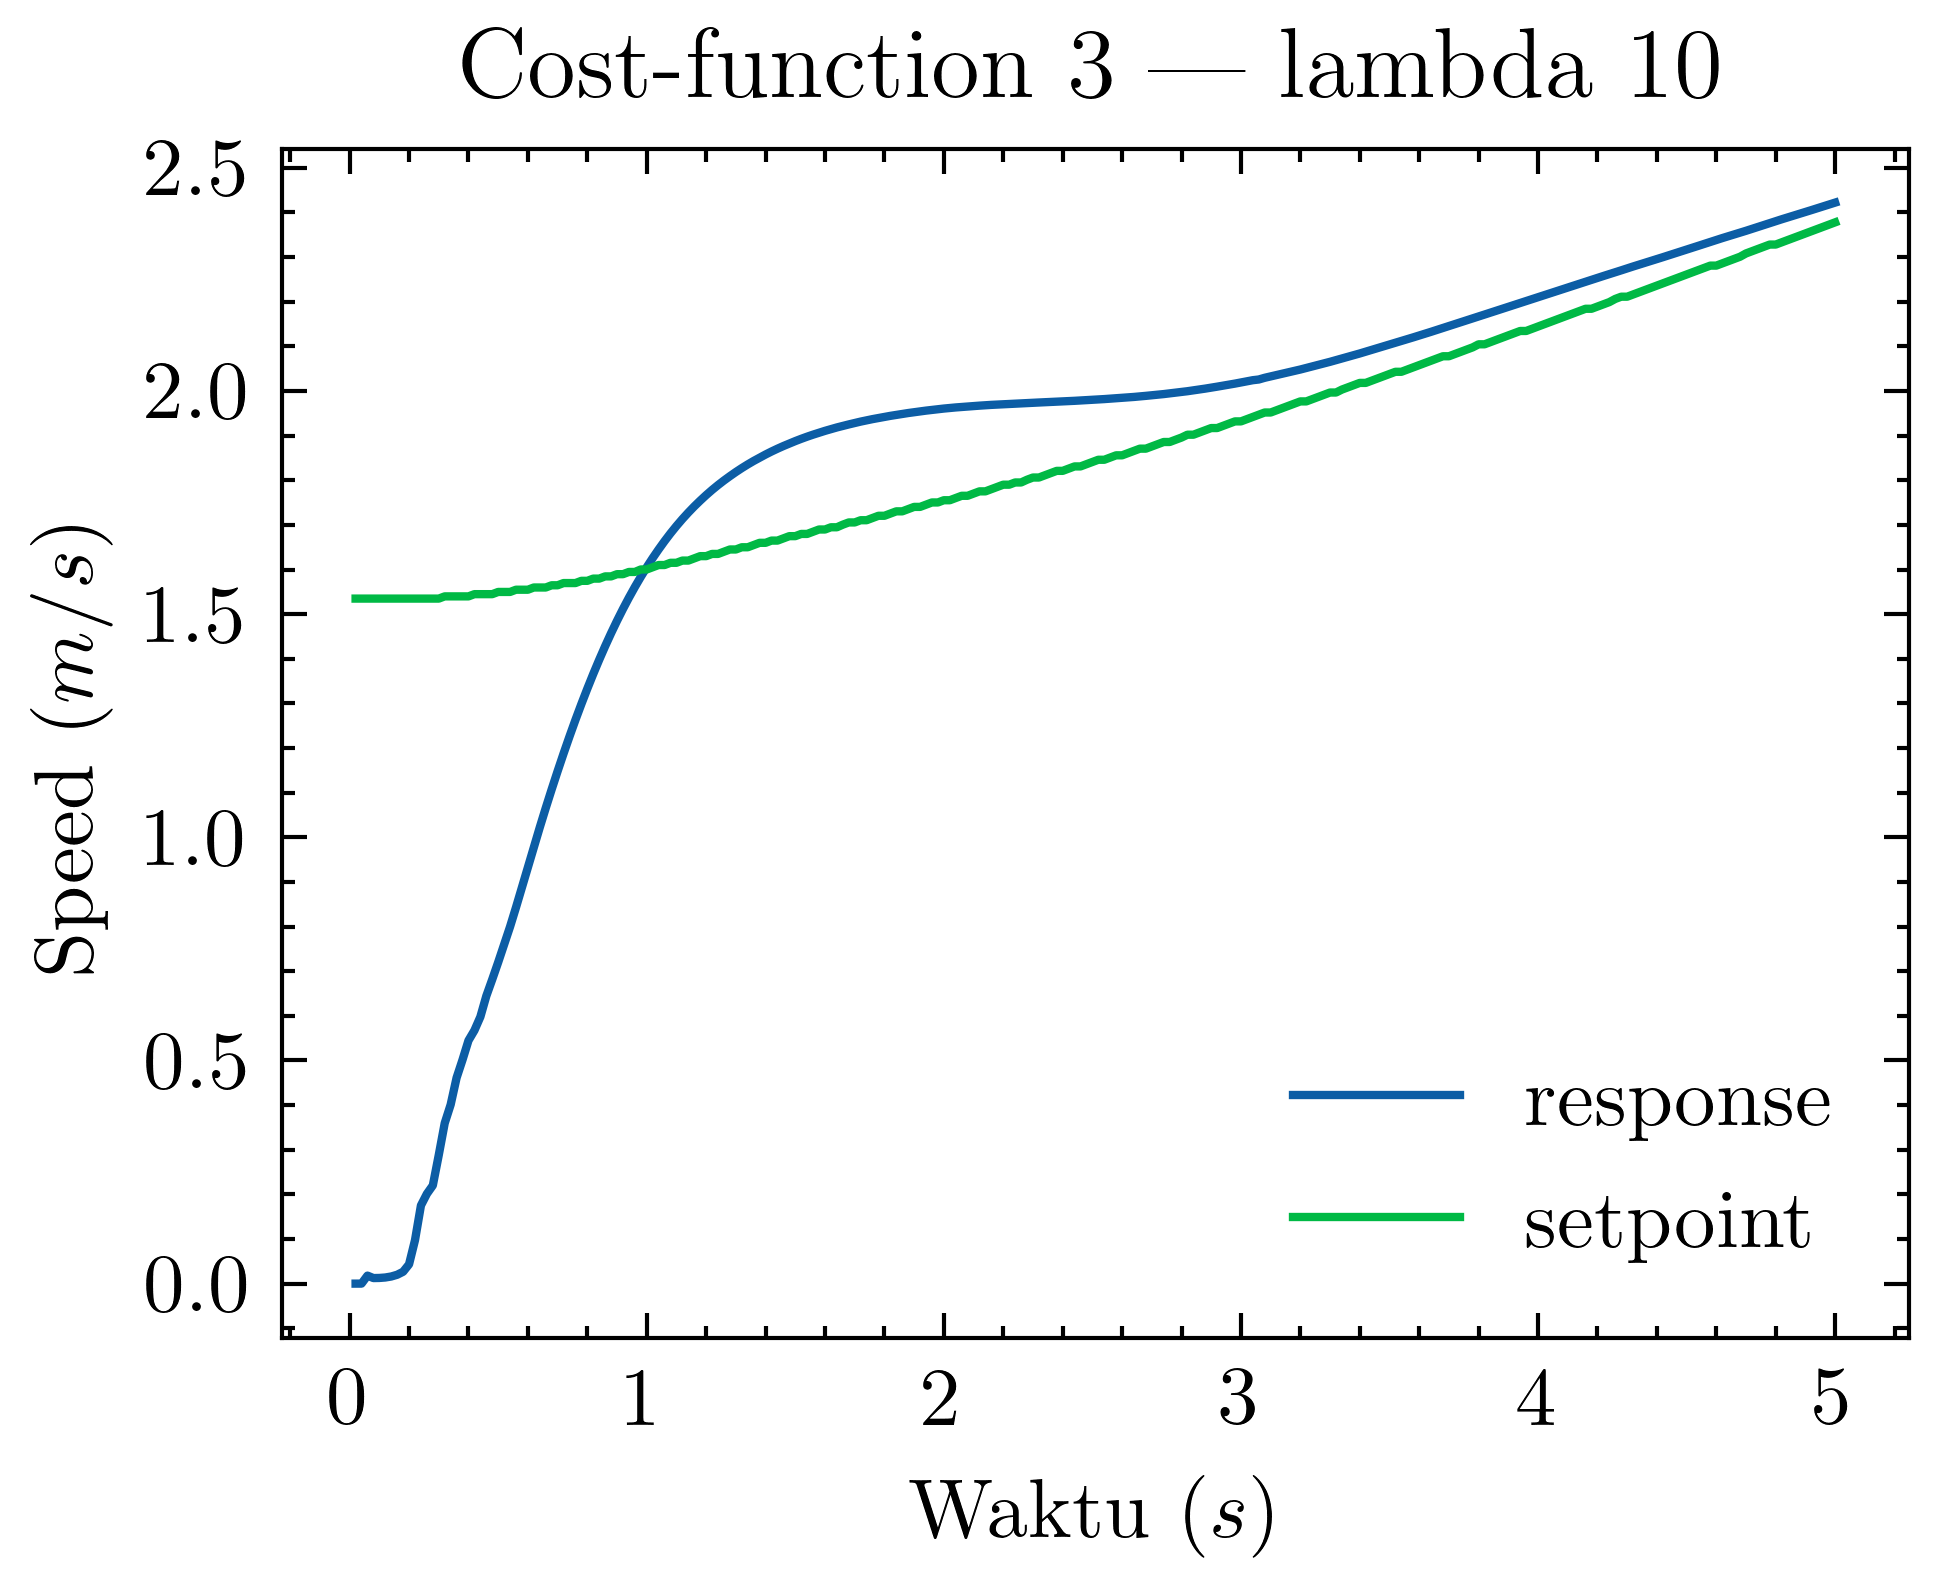 Cost-function 3 — lambda 10
2.5
2.0
1.5
1.0
0.5
0.0
Speed (m/s)
response
setpoint
0 1 2 3 4 5
Waktu (s)